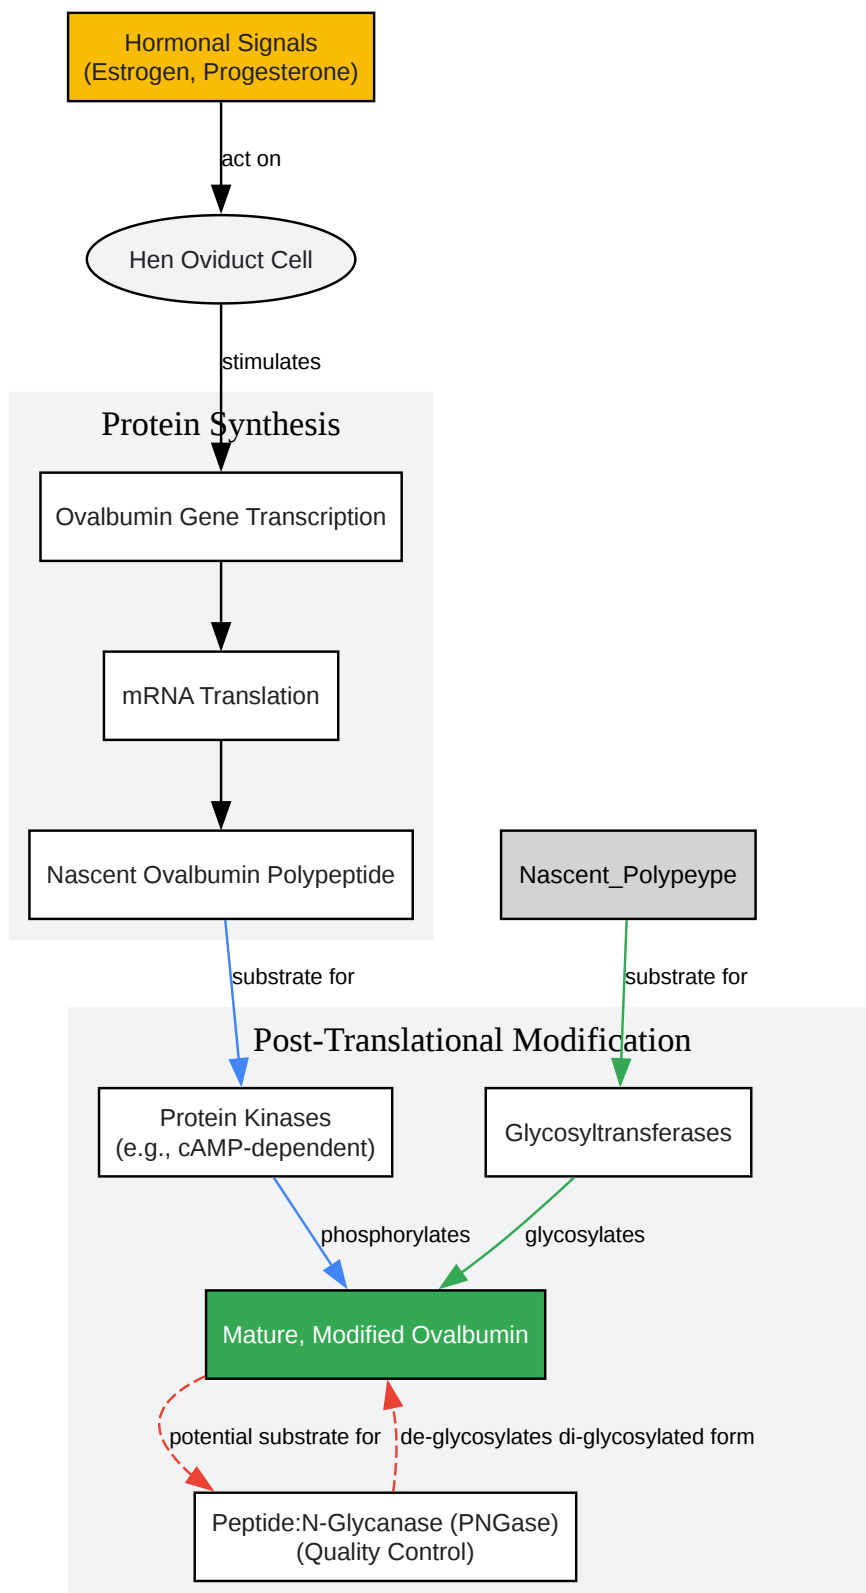 Hormonal Signals
(Estrogen, Progesterone)
act on
Hen Oviduct Cell
stimulates
Protein Synthesis
Ovalbumin Gene Transcription
mRNA Translation
Nascent Ovalbumin Polypeptide
Nascent_Polypeype
substrate for
substrate for
Post-Translational Modification
Protein Kinases
(e.g., cAMP-dependent)
Glycosyltransferases
phosphorylates
glycosylates
Mature, Modified Ovalbumin
potential substrate for
de-glycosylates di-glycosylated form
Peptide:N-Glycanase (PNGase)
(Quality Control)